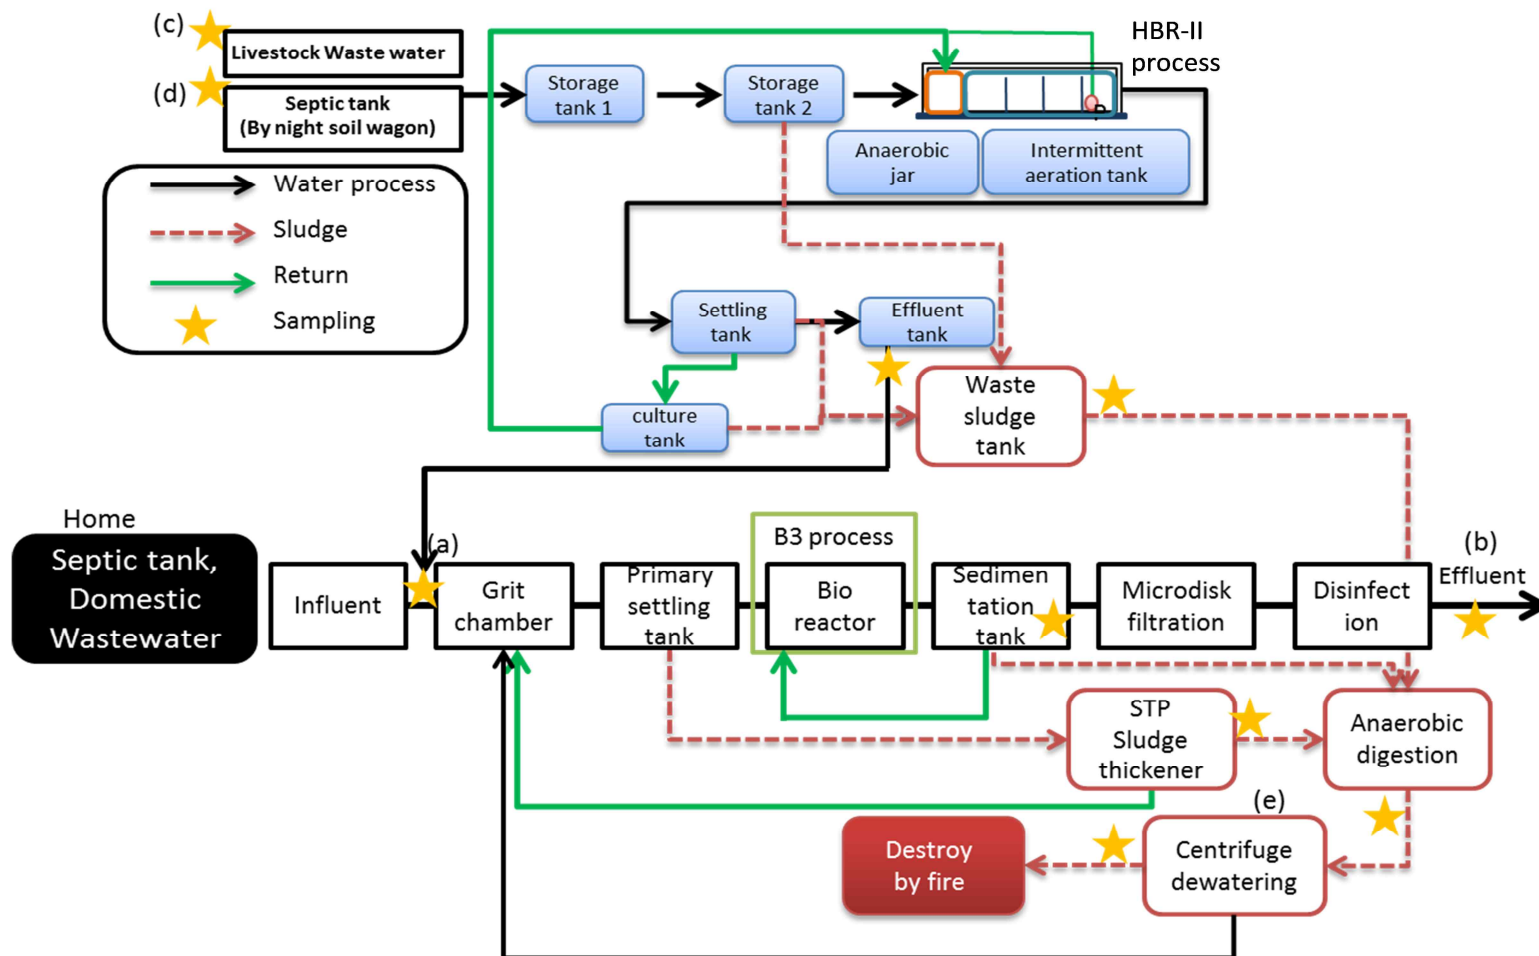 (c)
Livestock Waste water
(d)
Septic tank
(By night soil wagon)
Storage
tank 1
Storage
tank 2
HBR-II
process
P
Anaerobic
jar
Intermittent
aeration tank
Water process
Sludge
Return
Sampling
Settling
tank
Effluent
tank
culture
tank
Waste
sludge
tank
Home
Septic tank,
Domestic
Wastewater
Influent
(a)
Grit
chamber
Primary
settling
tank
B3 process
Bio
reactor
Sedimen
tation
tank
Microdisk
filtration
Disinfect
ion
(b)
Effluent
STP
Sludge
thickener
Anaerobic
digestion
(e)
Centrifuge
dewatering
Destroy
by fire